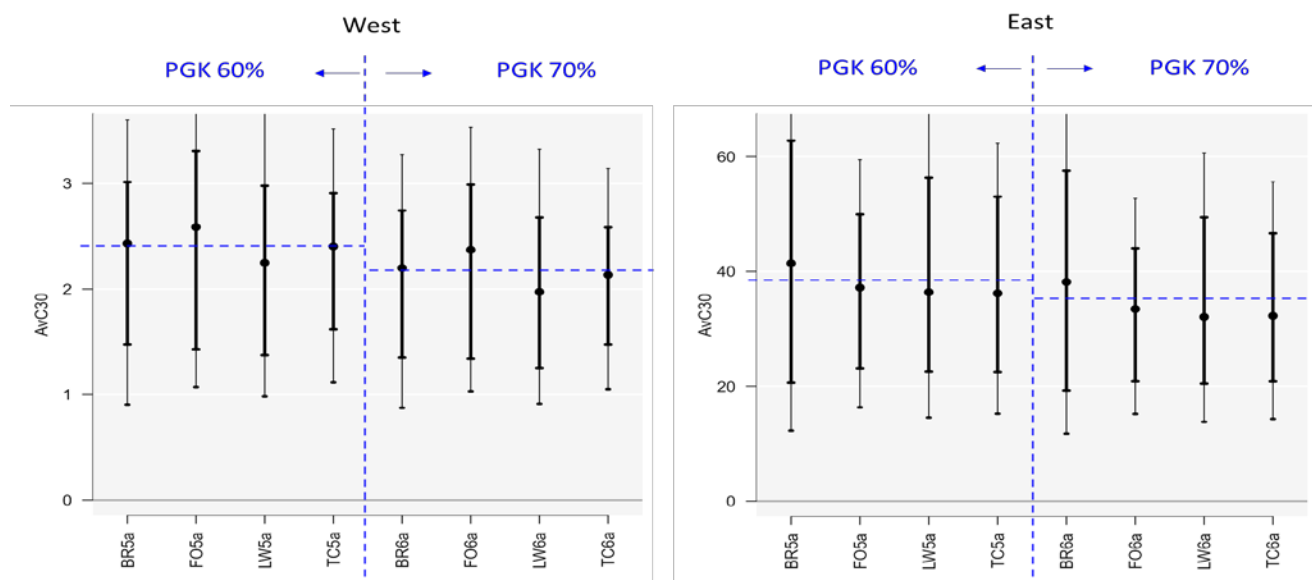 West
PGK 60%
PGK 70%
AvC30
3
2
1
0
BR5a
FO5a
LW5a
TC5a
BR6a
FO6a
LW6a
TC6a
East
PGK 60%
PGK 70%
AvC30
60
40
20
0
BR5a
FO5a
LW5a
TC5a
BR6a
FO6a
LW6a
TC6a